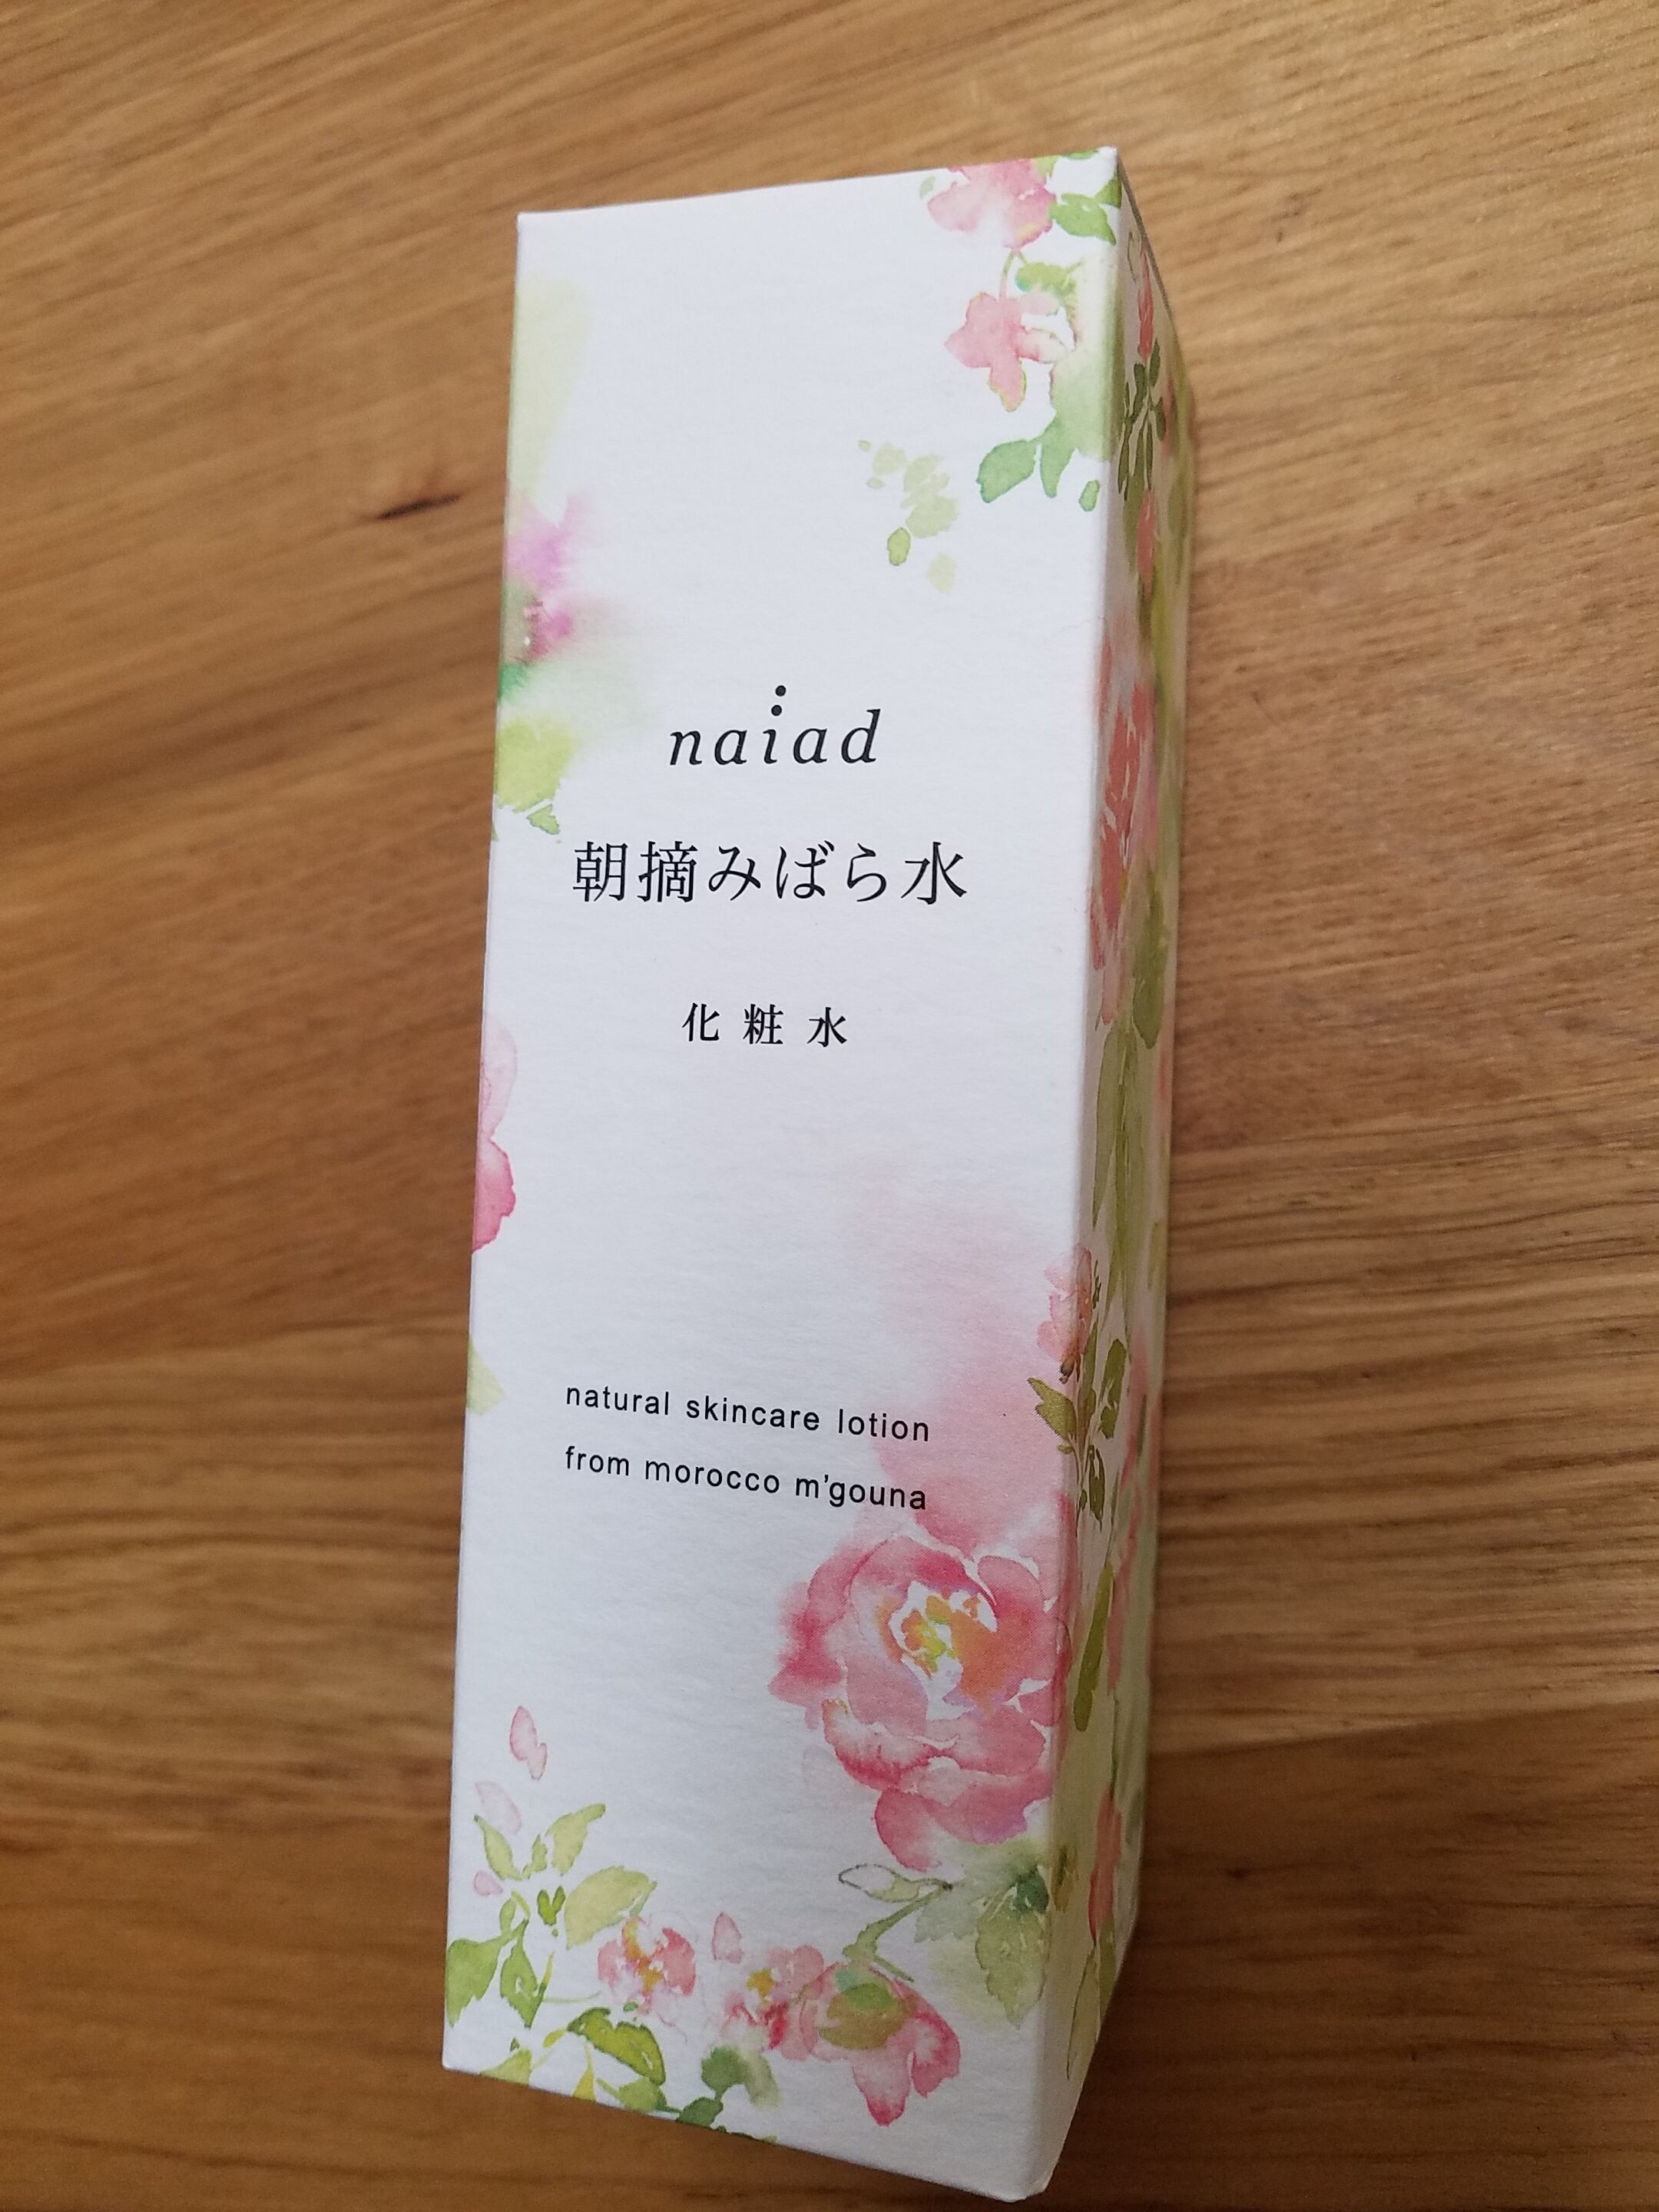 naiad
朝摘みばら水
化粧水
natural skincare lotion
from morocco m'gouna